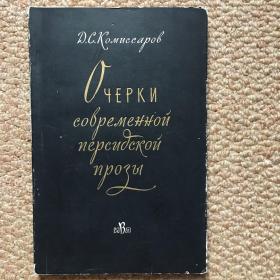 Д.С.Комиссаров
Очерки
современной
персидской
прозы